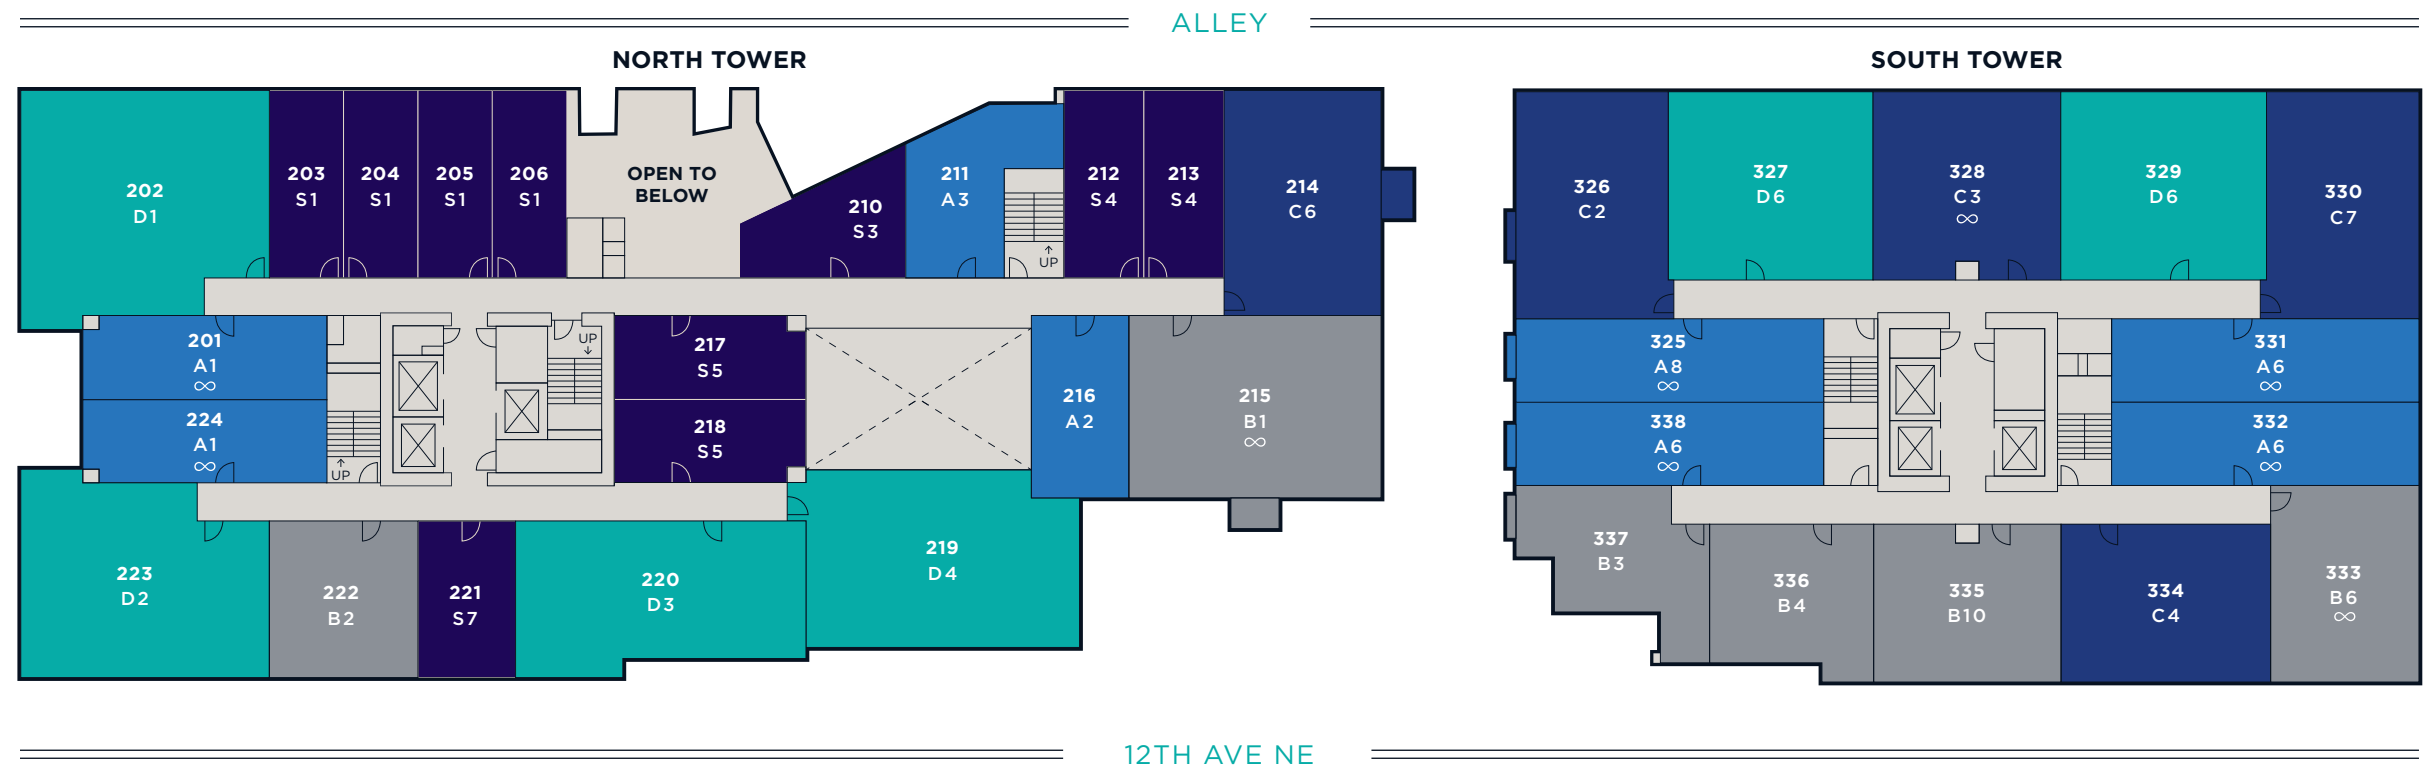 ALLEY
NORTH TOWER
SOUTH TOWER
202
D1
203
S1
204
S1
205
S1
206
S1
OPEN TO
BELOW
210
S3
211
A3
UP
212
S4
213
S4
214
C6
201
A1
∞
224
A1
∞
UP
UP
217
S5
218
S5
216
A2
215
B1
∞
223
D2
222
B2
221
S7
220
D3
219
D4
326
C2
327
D6
328
C3
∞
329
D6
330
C7
325
A8
∞
338
A6
∞
331
A6
∞
332
A6
∞
337
B3
336
B4
335
B10
334
C4
333
B6
∞
12TH AVE NE